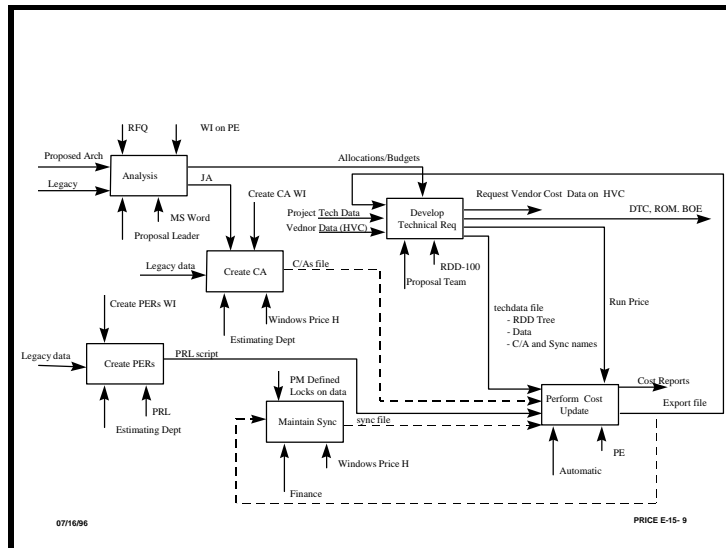 RFQ
WI on PE
Proposed Arch
Allocations/Budgets
Analysis
JA
Legacy
Create CA WI
Request Vendor Cost Data on HVC
MS Word
Proposal Leader
Project Tech Data
Develop
Technical Req
DTC, ROM. BOE
Vednor Data (HVC)
Legacy data
Create CA
C/As file
RDD-100
Proposal Team
Create PERs WI
Windows Price H
Estimating Dept
techdata file
- RDD Tree
- Data
- C/A and Sync names
Run Price
Legacy data
Create PERs
PRL script
PM Defined
Locks on data
Cost Reports
Perform Cost
Update
Export file
PRL
Estimating Dept
Maintain Sync
sync file
PE
Windows Price H
Automatic
Finance
07/16/96
PRICE E-15- 9